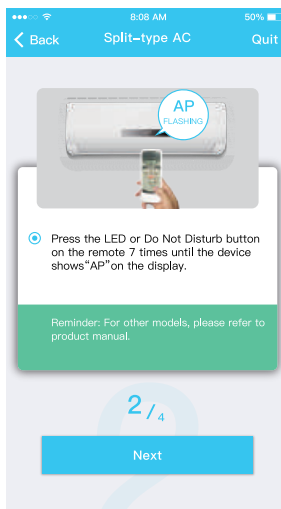 8:08 AM
50%
Back
Split-type AC
Quit
AP
FLASHING
Press the LED or Do Not Disturb button
on the remote 7 times until the device
shows“AP”on the display.
Reminder: For other models, please refer to
product manual.
2/4
Next